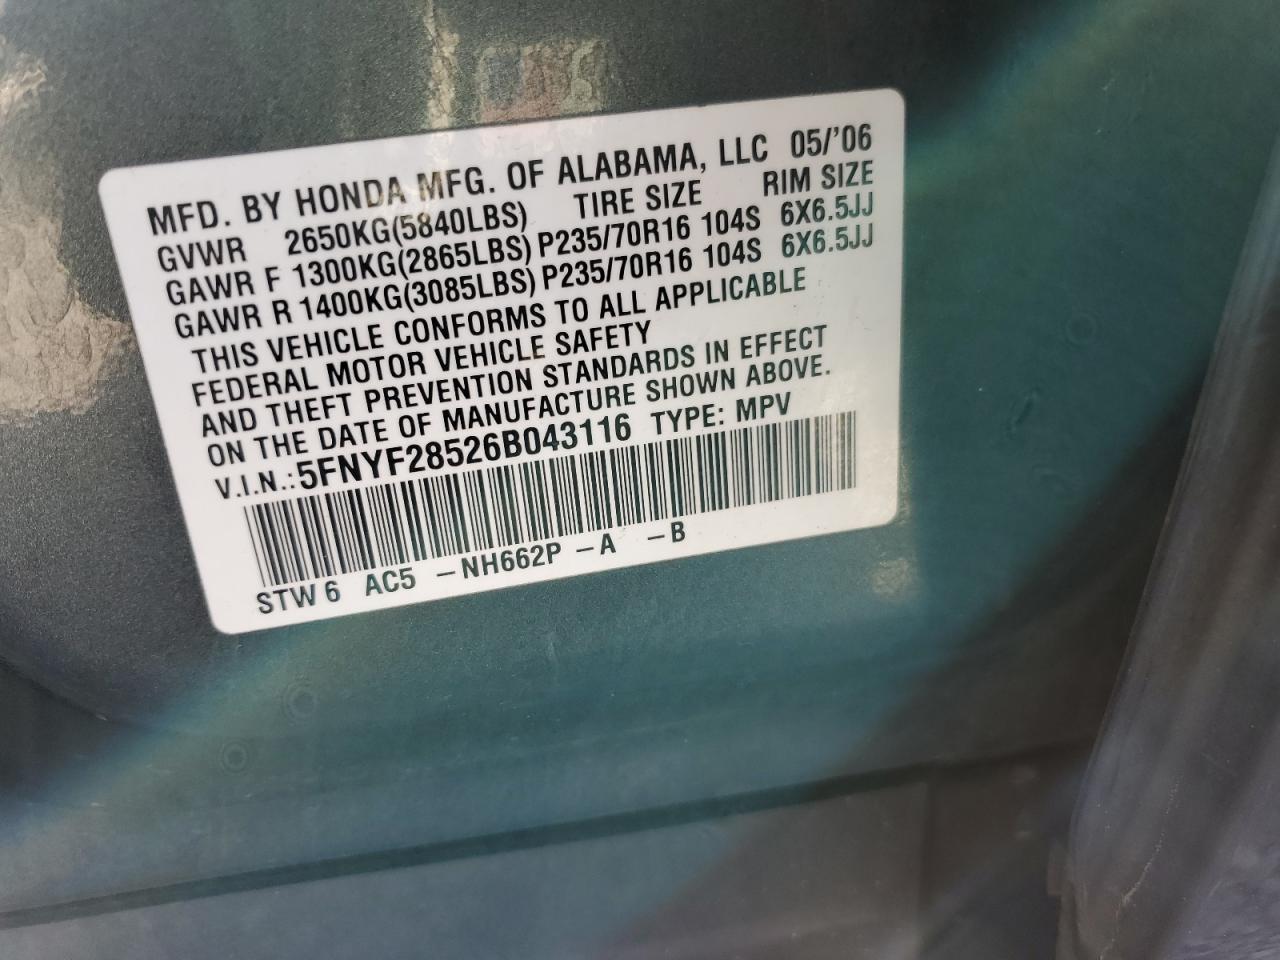 MFD. BY HONDA MFG. OF ALABAMA, LLC 05/'06
GVWR 2650KG(5840LBS) TIRE SIZE RIM SIZE
GAWR F 1300KG(2865LBS) P235/70R16 104S 6X6.5JJ
GAWR R 1400KG(3085LBS) P235/70R16 104S 6X6.5JJ
THIS VEHICLE CONFORMS TO ALL APPLICABLE
FEDERAL MOTOR VEHICLE SAFETY
AND THEFT PREVENTION STANDARDS IN EFFECT
ON THE DATE OF MANUFACTURE SHOWN ABOVE.
V.I.N.: 5FNYF28526B043116 TYPE: MPV
STW 6 AC5 -NH662P -A -B